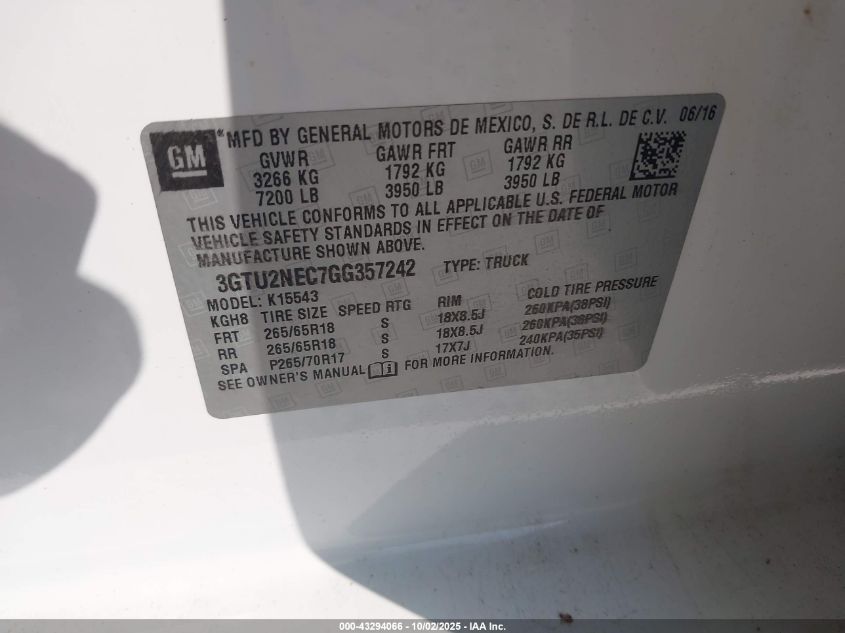 GM
"MFD BY GENERAL MOTORS DE MEXICO, S. DE R.L. DE C.V. 06/16
GVWR GAWR FRT GAWR RR
3266 KG 1792 KG 1792 KG
7200 LB 3950 LB 3950 LB
THIS VEHICLE CONFORMS TO ALL APPLICABLE U.S. FEDERAL MOTOR
VEHICLE SAFETY STANDARDS IN EFFECT ON THE DATE OF
MANUFACTURE SHOWN ABOVE.
3GTU2NEC7GG357242 TYPE: TRUCK
MODEL: K15543
KGH8 TIRE SIZE SPEED RTG RIM COLD TIRE PRESSURE
FRT 265/65R18 S 18X8.5J 260KPA(38PSI)
RR 265/65R18 S 18X8.5J 260KPA(38PSI)
SPA P265/70R17 S 17X7J 240KPA(35PSI)
SEE OWNER'S MANUAL FOR MORE INFORMATION.
000-43294066 - 10/02/2025 - IAA Inc.